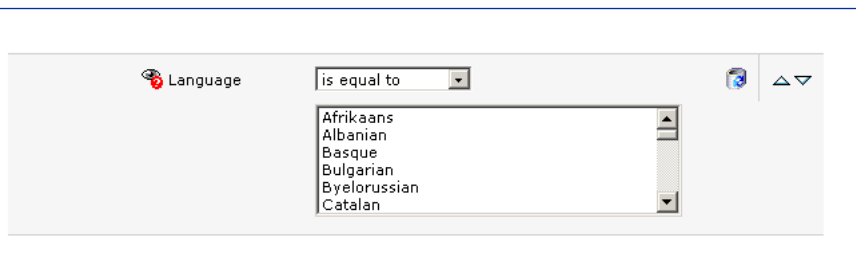 Language is equal to
Afrikaans
Albanian
Basque
Bulgarian
Byelorussian
Catalan